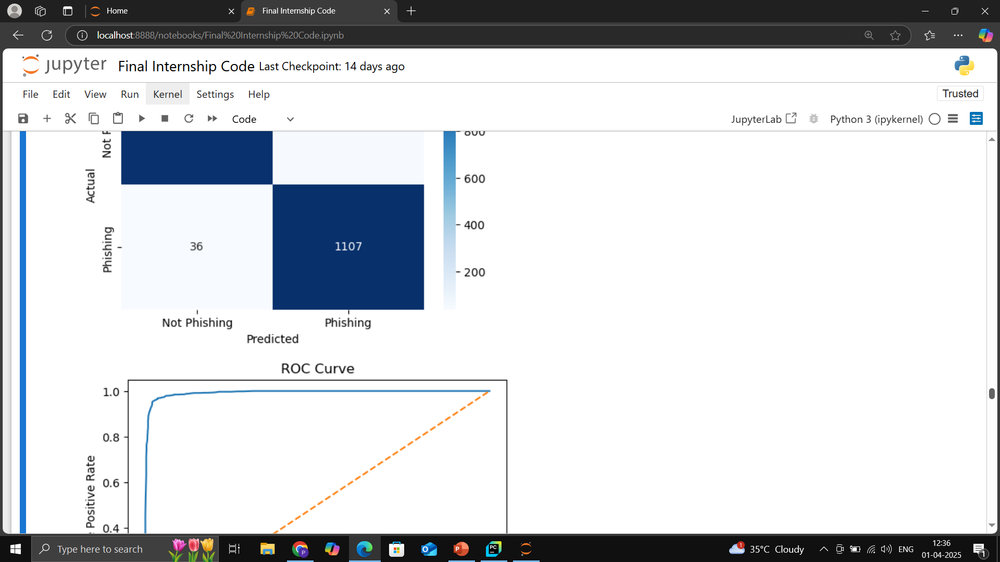 Home
Final Internship Code
localhost:8888/notebooks/Final%20Internship%20Code.ipynb
jupyter Final Internship Code Last Checkpoint: 14 days ago
File Edit View Run Kernel Settings Help
Trusted
Code
JupyterLab
Python 3 (ipykernel)
800
600
400
200
Actual
Not
Phishing
36
1107
Not Phishing
Phishing
Predicted
ROC Curve
1.0
0.8
0.6
0.4
Positive Rate
PC
P
1
Type here to search
35°C Cloudy
ENG
12:36
01-04-2025
1